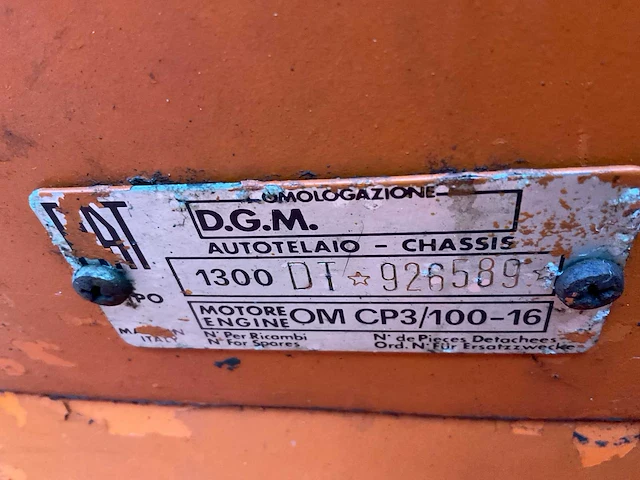 OMOLOGAZIONE
FIAT
D.G.M.
AUTOTELAIO - CHASSIS
1300 DT ☆ 926589 ☆
MOTORE
ENGINE OM CP3/100-16
ITALY
N° Per Ricambi N° de Pieces Detachees
N° For Spares Ord. N° Für Ersatzzwecke